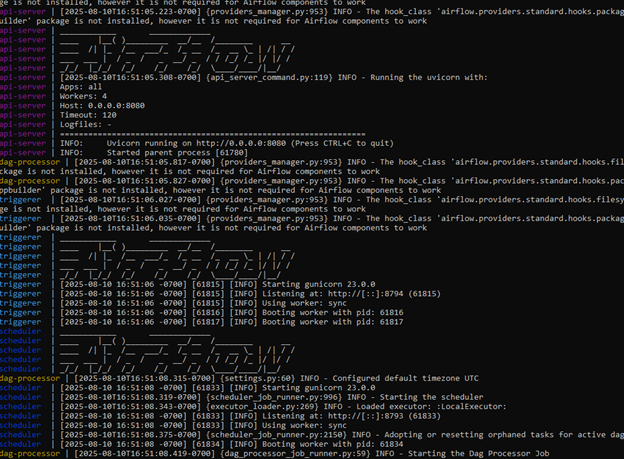 ge is not installed, however it is not required for Airflow components to work
api-server | [2025-08-10T16:51:05.223-0700] {providers_manager.py:953} INFO - The hook_class 'airflow.providers.standard.hooks.packag
uilder' package is not installed, however it is not required for Airflow components to work
api-server |
api-server |
api-server |
api-server |
api-server |
api-server | [2025-08-10T16:51:05.308-0700] {api_server_command.py:119} INFO - Running the uvicorn with:
api-server | Apps: all
api-server | Workers: 4
api-server | Host: 0.0.0.0:8080
api-server | Timeout: 120
api-server | Logfiles: -
api-server | =================================================================
api-server | INFO: Uvicorn running on http://0.0.0.0:8080 (Press CTRL+C to quit)
api-server | INFO: Started parent process [61780]
dag-processor | [2025-08-10T16:51:05.817-0700] {providers_manager.py:953} INFO - The hook_class 'airflow.providers.standard.hooks.fil
ckage is not installed, however it is not required for Airflow components to work
dag-processor | [2025-08-10T16:51:05.827-0700] {providers_manager.py:953} INFO - The hook_class 'airflow.providers.standard.hooks.pac
ppbuilder' package is not installed, however it is not required for Airflow components to work
triggerer | [2025-08-10T16:51:06.027-0700] {providers_manager.py:953} INFO - The hook_class 'airflow.providers.standard.hooks.filesy
ge is not installed, however it is not required for Airflow components to work
triggerer | [2025-08-10T16:51:06.035-0700] {providers_manager.py:953} INFO - The hook_class 'airflow.providers.standard.hooks.packag
uilder' package is not installed, however it is not required for Airflow components to work
triggerer |
triggerer |
triggerer |
triggerer |
triggerer |
triggerer | [2025-08-10 16:51:06 -0700] [61815] [INFO] Starting gunicorn 23.0.0
triggerer | [2025-08-10 16:51:06 -0700] [61815] [INFO] Listening at: http://[::]:8794 (61815)
triggerer | [2025-08-10 16:51:06 -0700] [61815] [INFO] Using worker: sync
triggerer | [2025-08-10 16:51:06 -0700] [61816] [INFO] Booting worker with pid: 61816
triggerer | [2025-08-10 16:51:06 -0700] [61817] [INFO] Booting worker with pid: 61817
scheduler |
scheduler |
scheduler |
scheduler |
scheduler |
dag-processor | [2025-08-10T16:51:08.315-0700] {settings.py:60} INFO - Configured default timezone UTC
scheduler | [2025-08-10 16:51:08 -0700] [61833] [INFO] Starting gunicorn 23.0.0
scheduler | [2025-08-10T16:51:08.319-0700] {scheduler_job_runner.py:996} INFO - Starting the scheduler
scheduler | [2025-08-10T16:51:08.343-0700] {executor_loader.py:269} INFO - Loaded executor: :LocalExecutor:
scheduler | [2025-08-10 16:51:08 -0700] [61833] [INFO] Listening at: http://[::]:8793 (61833)
scheduler | [2025-08-10 16:51:08 -0700] [61833] [INFO] Using worker: sync
scheduler | [2025-08-10T16:51:08.375-0700] {scheduler_job_runner.py:2150} INFO - Adopting or resetting orphaned tasks for active dag
scheduler | [2025-08-10 16:51:08 -0700] [61834] [INFO] Booting worker with pid: 61834
dag-processor | [2025-08-10T16:51:08.419-0700] {dag_processor_job_runner.py:59} INFO - Starting the Dag Processor Job